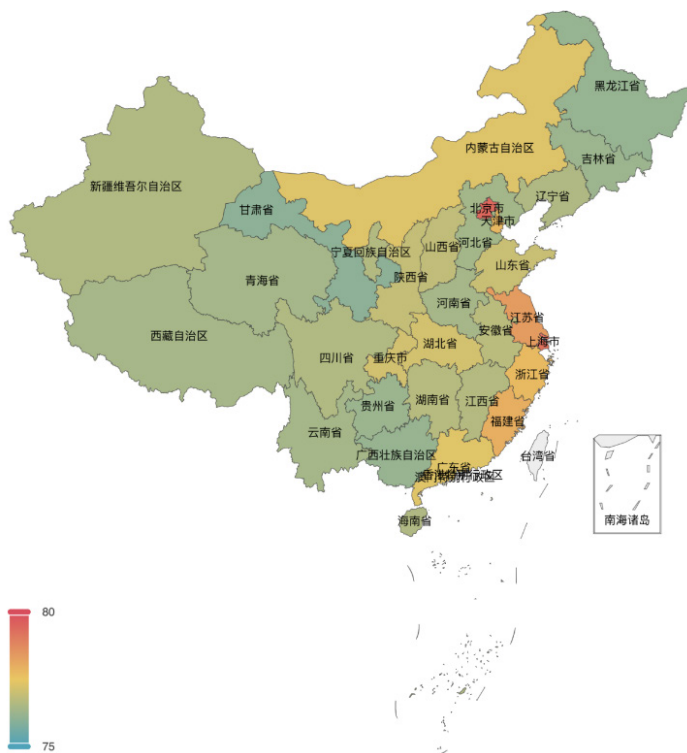 黑龙江省
内蒙古自治区
吉林省
新疆维吾尔自治区
辽宁省
北京市
甘肃省
天津市
河北省
山西省
宁夏回族自治区
山东省
陕西省
青海省
河南省
江苏省
西藏自治区
安徽省
上海市
湖北省
四川省
重庆市
浙江省
湖南省
江西省
贵州省
福建省
云南省
广西壮族自治区
台湾省
广东省
海南省
南海诸岛
80
75